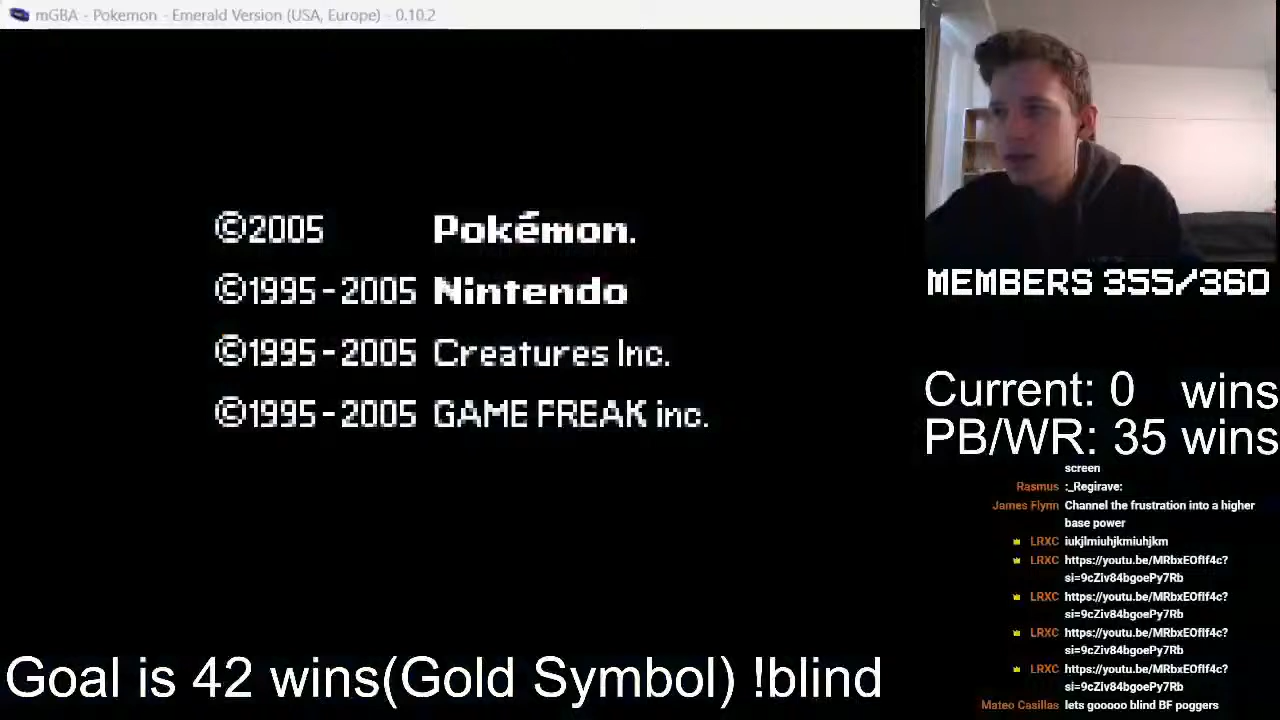 mGBA - Pokemon - Emerald Version (USA, Europe) - 0.10.2
©2005 Pokémon.
©1995-2005 Nintendo
©1995-2005 Creatures Inc.
©1995-2005 GAME FREAK inc.
MEMBERS 355/360
Current: 0 wins
PB/WR: 35 wins
screen
Rasmus :_Regirave:
James Flynn Channel the frustration into a higher
base power
LRXC iukjlmiuhjkmiuhjkm
LRXC https://youtu.be/MRbxEOfIf4c?
si=9cZiv84bgoePy7Rb
LRXC https://youtu.be/MRbxEOfIf4c?
si=9cZiv84bgoePy7Rb
LRXC https://youtu.be/MRbxEOfIf4c?
si=9cZiv84bgoePy7Rb
LRXC https://youtu.be/MRbxEOfIf4c?
si=9cZiv84bgoePy7Rb
Mateo Casillas lets gooooo blind BF poggers
Goal is 42 wins(Gold Symbol) !blind